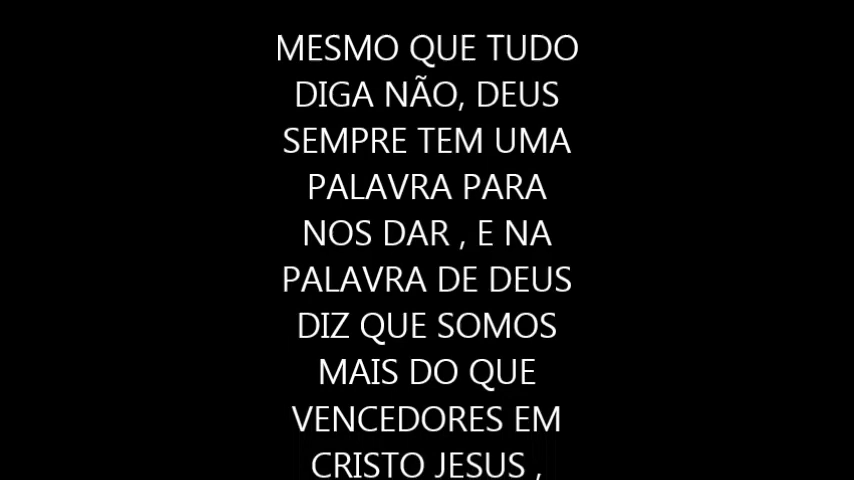 MESMO QUE TUDO
DIGA NÃO, DEUS
SEMPRE TEM UMA
PALAVRA PARA
NOS DAR , E NA
PALAVRA DE DEUS
DIZ QUE SOMOS
MAIS DO QUE
VENCEDORES EM
CRISTO JESUS ,